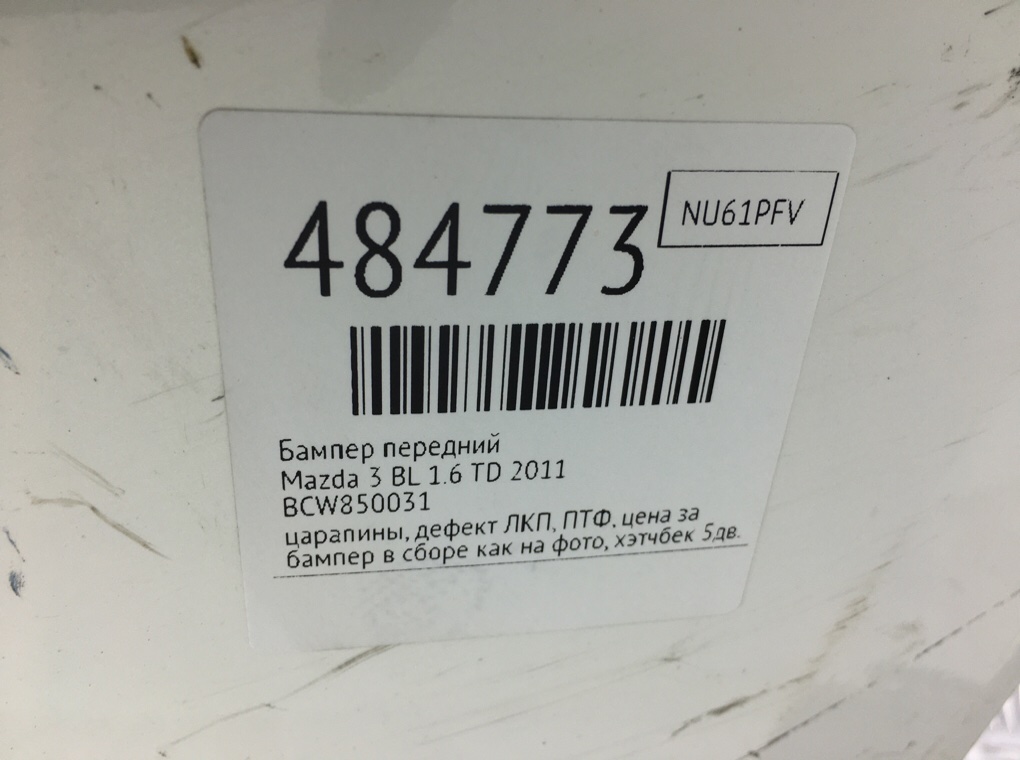 484773
NU61PFV
Бампер передний
Mazda 3 BL 1.6 TD 2011
BCW850031
царапины, дефект ЛКП, ПТФ, цена за
бампер в сборе как на фото, хэтчбек 5дв.